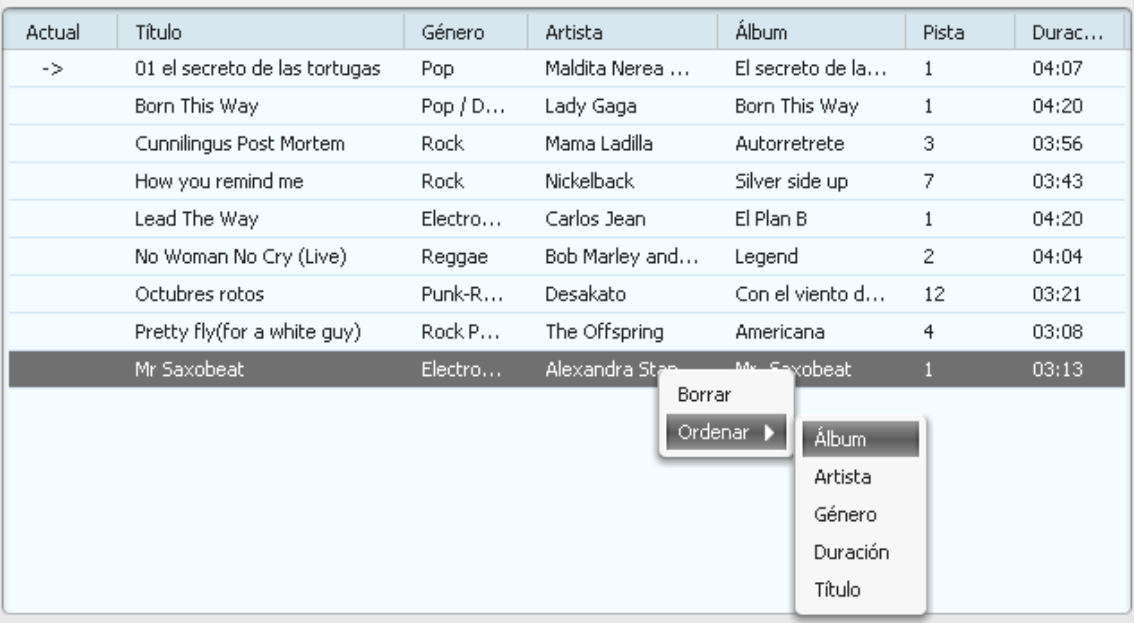 Actual Título Género Artista Álbum Pista Durac...
-> 01 el secreto de las tortugas Pop Maldita Nerea ... El secreto de la... 1 04:07
Born This Way Pop / D... Lady Gaga Born This Way 1 04:20
Cunnilingus Post Mortem Rock Mama Ladilla Autorretrete 3 03:56
How you remind me Rock Nickelback Silver side up 7 03:43
Lead The Way Electro... Carlos Jean El Plan B 1 04:20
No Woman No Cry (Live) Reggae Bob Marley and... Legend 2 04:04
Octubres rotos Punk-R... Desakato Con el viento d... 12 03:21
Pretty fly(for a white guy) Rock P... The Offspring Americana 4 03:08
Mr Saxobeat Electro... Alexandra Stan Mr. Saxobeat 1 03:13
Borrar
Ordenar
Álbum
Artista
Género
Duración
Título